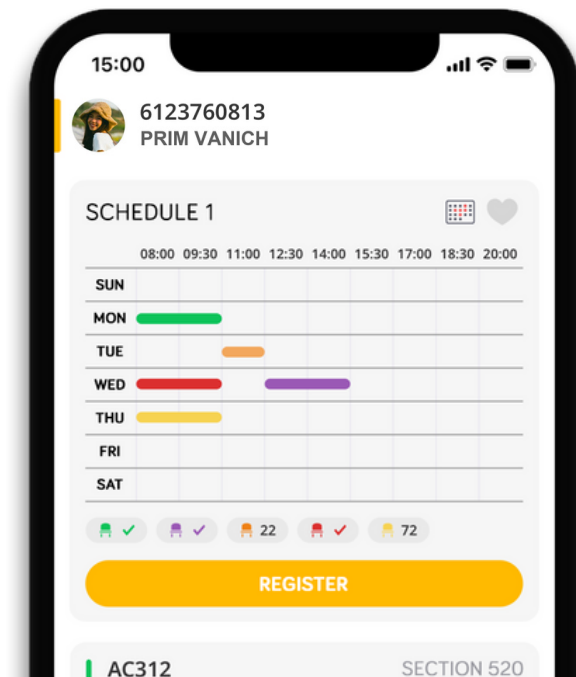 15:00
6123760813
PRIM VANICH
SCHEDULE 1
08:00 09:30 11:00 12:30 14:00 15:30 17:00 18:30 20:00
SUN
MON
TUE
WED
THU
FRI
SAT
22 72
REGISTER
AC312 SECTION 520